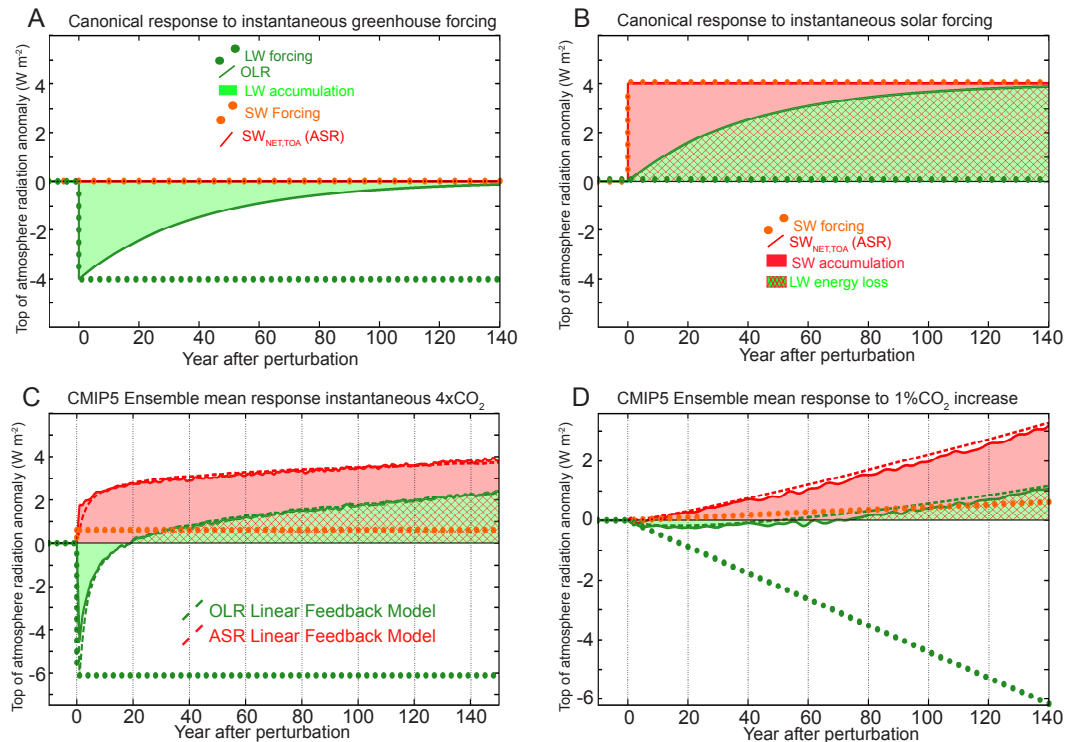 A Canonical response to instantaneous greenhouse forcing
Top of atmosphere radiation anomaly (W m-2)
4
2
0
-2
-4
LW forcing
OLR
LW accumulation
SW Forcing
SWNET,TOA (ASR)
0 20 40 60 80 100 120 140
Year after perturbation
B Canonical response to instantaneous solar forcing
Top of atmosphere radiation anomaly (W m-2)
4
2
0
-2
-4
SW forcing
SWNET,TOA (ASR)
SW accumulation
LW energy loss
0 20 40 60 80 100 120 140
Year after perturbation
C CMIP5 Ensemble mean response instantaneous 4xCO2
Top of atmosphere radiation anomaly (W m-2)
4
2
0
-2
-4
-6
OLR Linear Feedback Model
ASR Linear Feedback Model
0 20 40 60 80 100 120 140
Year after perturbation
D CMIP5 Ensemble mean response to 1%CO2 increase
Top of atmosphere radiation anomaly (W m-2)
2
0
-2
-4
-6
0 20 40 60 80 100 120 140
Year after perturbation